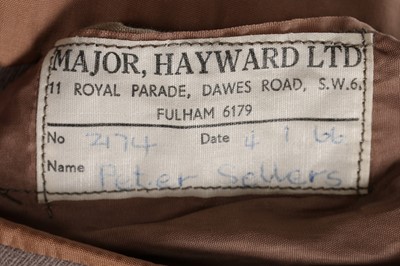 MAJOR, HAYWARD LTD
11 ROYAL PARADE, DAWES ROAD, S.W.6.
FULHAM 6179
No 2174 Date 4 1 66
Name Peter Sellers